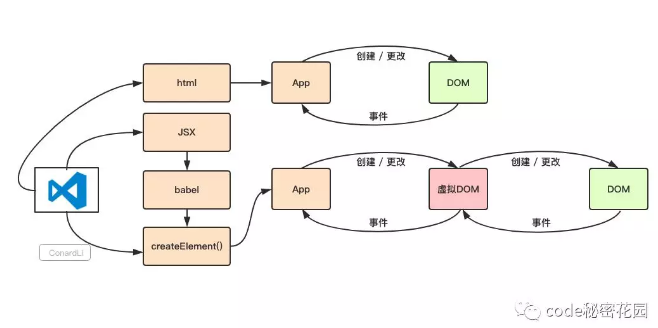 创建 / 更改
html
App
DOM
事件
JSX
创建 / 更改
创建 / 更改
babel
App
虚拟DOM
DOM
事件
事件
createElement()
ConardLi
code秘密花园